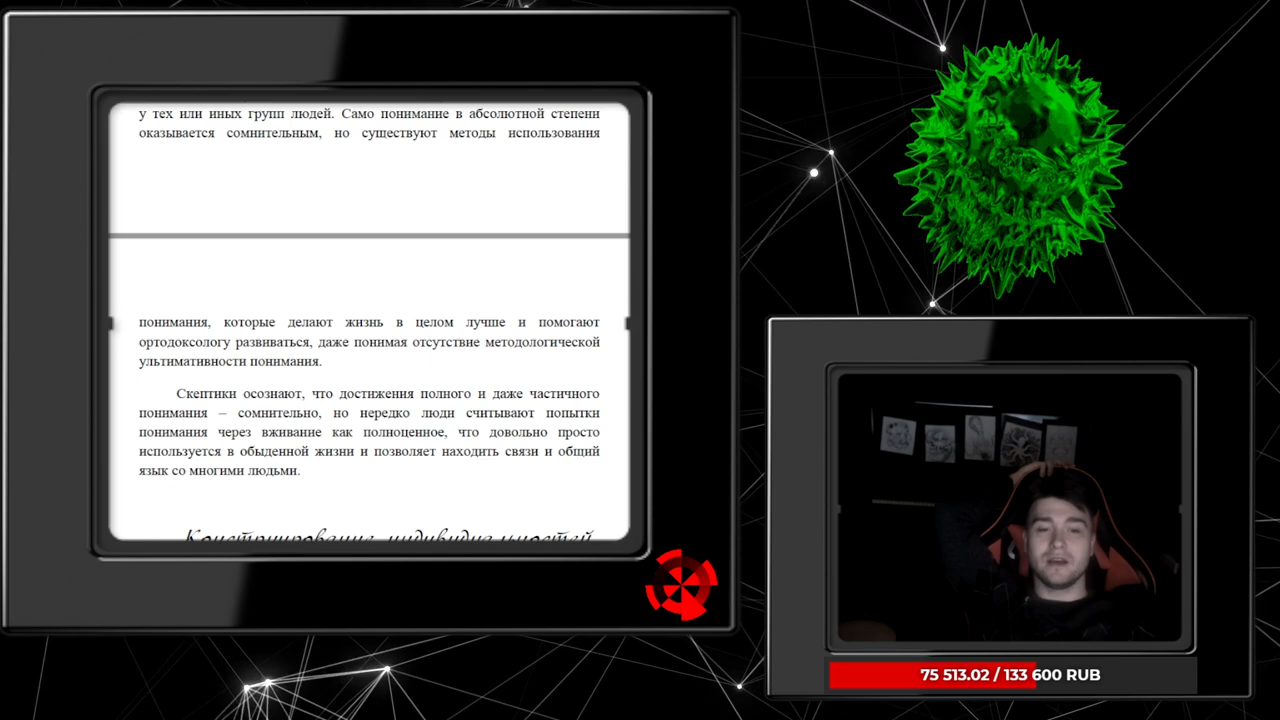 у тех или иных групп людей. Само понимание в абсолютной степени
оказывается сомнительным, но существуют методы использования
понимания, которые делают жизнь в целом лучше и помогают
ортодоксологу развиваться, даже понимая отсутствие методологической
ультимативности понимания.
Скептики осознают, что достижения полного и даже частичного
понимания – сомнительно, но нередко люди считывают попытки
понимания через вживание как полноценное, что довольно просто
используется в обыденной жизни и позволяет находить связи и общий
язык со многими людьми.
Конструирование индивидуальностей
75 513.02 / 133 600 RUB